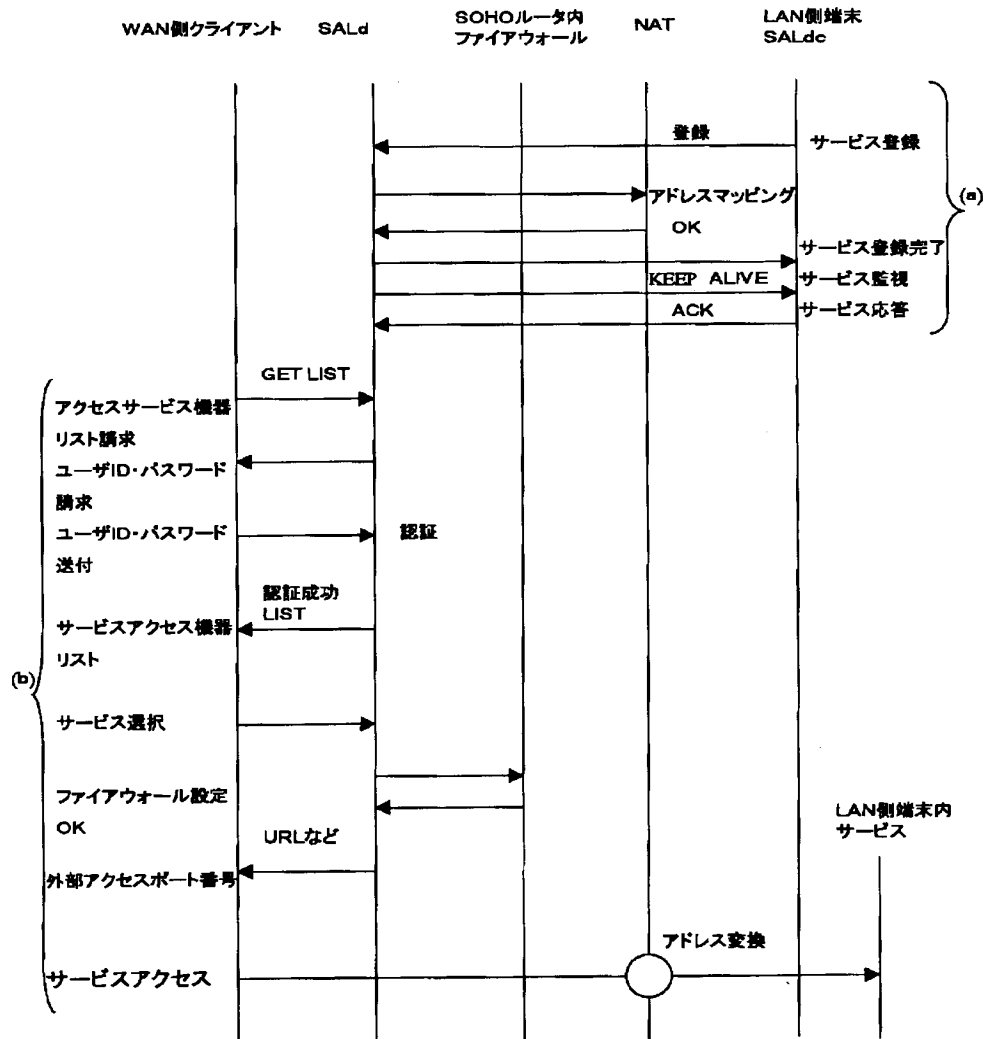 WAN側クライアント
SALd
SOHOルータ内
ファイアウォール
NAT
LAN側端末
SALdc
登録
サービス登録
(a)
アドレスマッピング
OK
サービス登録完了
KEEP ALIVE
サービス監視
ACK
サービス応答
GET LIST
アクセスサービス機器
リスト請求
ユーザID・パスワード
請求
ユーザID・パスワード
送付
認証
認証成功
LIST
サービスアクセス機器
リスト
(b)
サービス選択
ファイアウォール設定
OK
URLなど
外部アクセスポート番号
LAN側端末内
サービス
アドレス変換
サービスアクセス